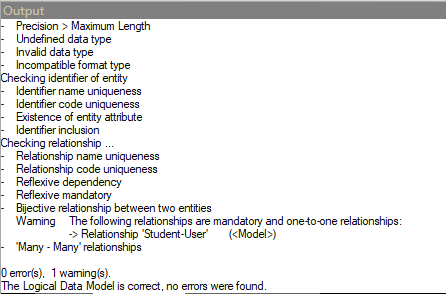 Output
-   Precision > Maximum Length
-   Undefined data type
-   Invalid data type
-   Incompatible format type
Checking identifier of entity
-   Identifier name uniqueness
-   Identifier code uniqueness
-   Existence of entity attribute
-   Identifier inclusion
Checking relationship ...
-   Relationship name uniqueness
-   Relationship code uniqueness
-   Reflexive dependency
-   Reflexive mandatory
-   Bijective relationship between two entities
Warning   The following relationships are mandatory and one-to-one relationships:
-> Relationship 'Student-User'   (<Model>)
-   'Many - Many' relationships
0 error(s),  1 warning(s).
The Logical Data Model is correct, no errors were found.